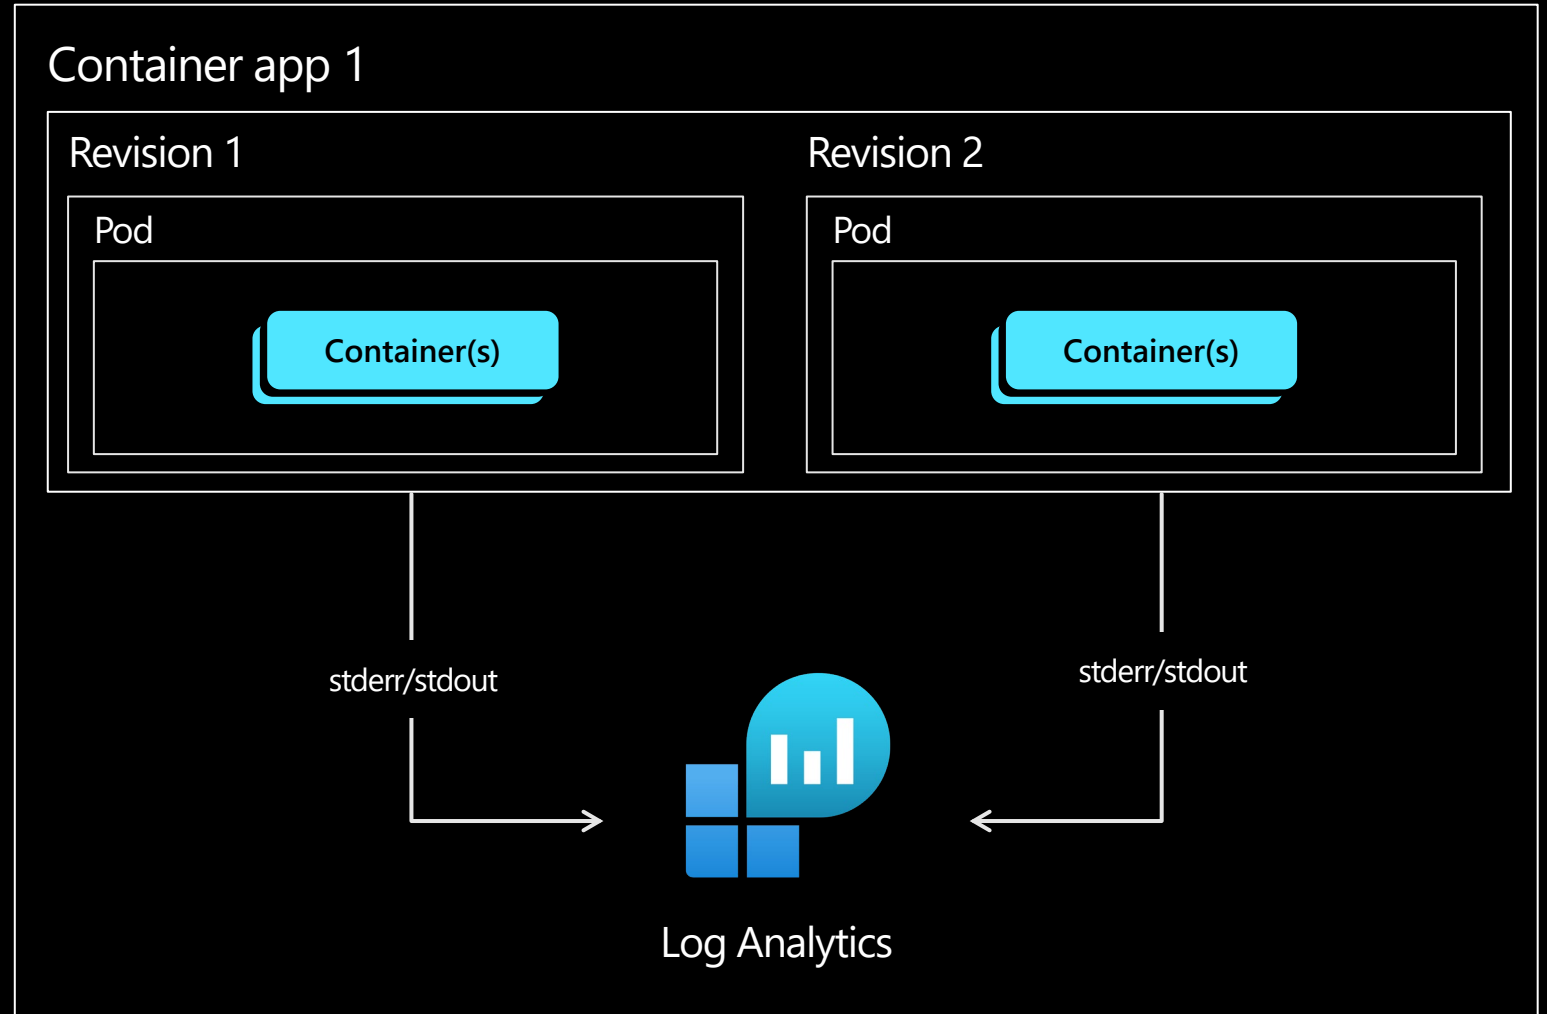 Container app 1
Revision 1
Revision 2
Pod
Pod
Container(s)
Container(s)
stderr/stdout
stderr/stdout
Log Analytics